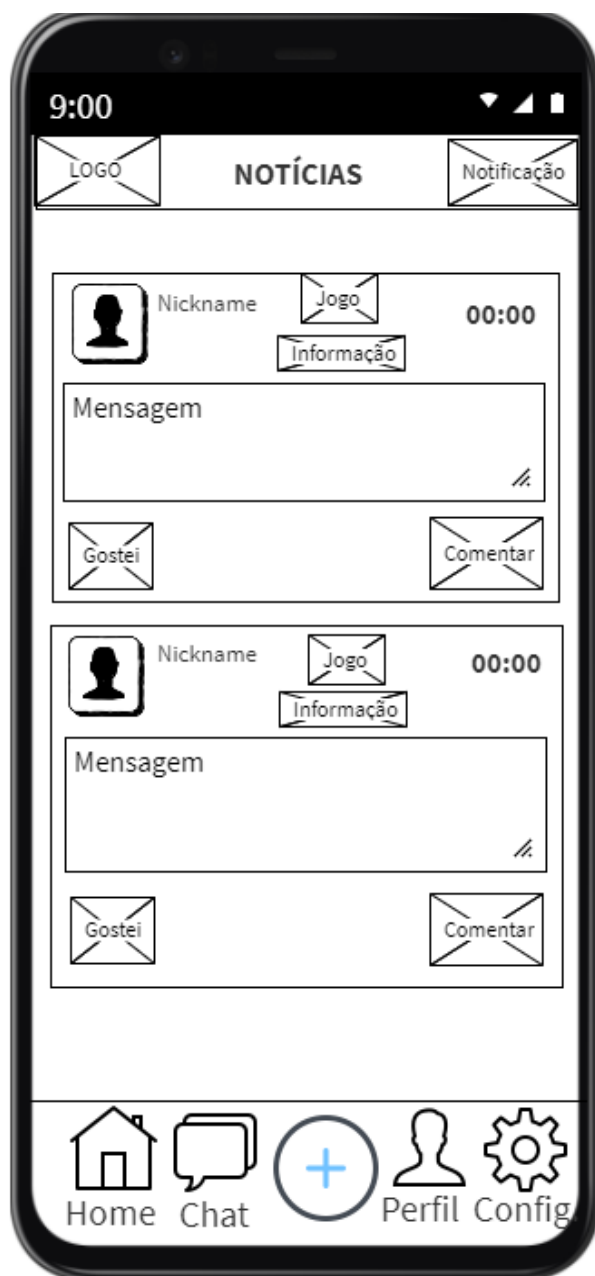 9:00
LOGO NOTÍCIAS Notificação
Nickname Jogo 00:00
Informação
Mensagem
Gostei Comentar
Nickname Jogo 00:00
Informação
Mensagem
Gostei Comentar
Home Chat Perfil Config.